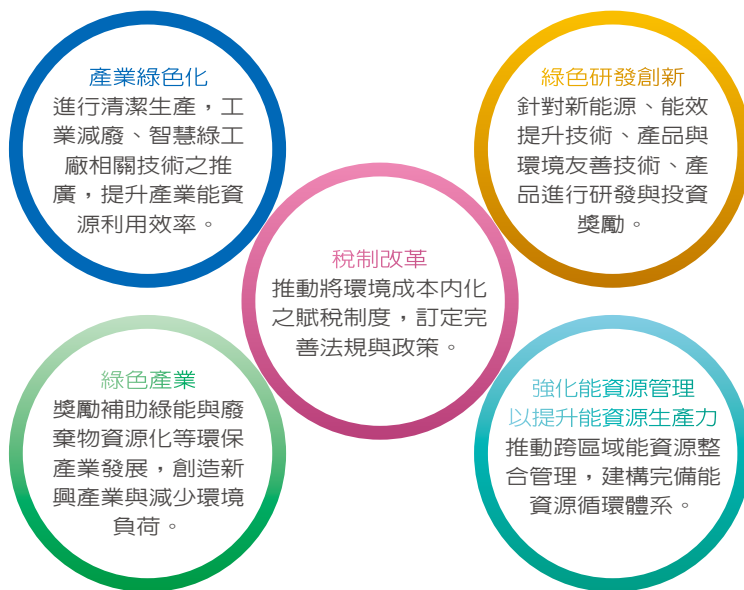 產業綠色化
進行清潔生產，工
業減廢、智慧綠工
廠相關技術之推
廣，提升產業能資
源利用效率。
綠色研發創新
針對新能源、能效
提升技術、產品與
環境友善技術、產
品進行研發與投資
獎勵。
稅制改革
推動將環境成本內化
之賦稅制度，訂定完
善法規與政策。
綠色產業
獎勵補助綠能與廢
棄物資源化等環保
產業發展，創造新
興產業與減少環境
負荷。
強化能資源管理
以提升能資源生產力
推動跨區域能資源整
合管理，建構完備能
資源循環體系。